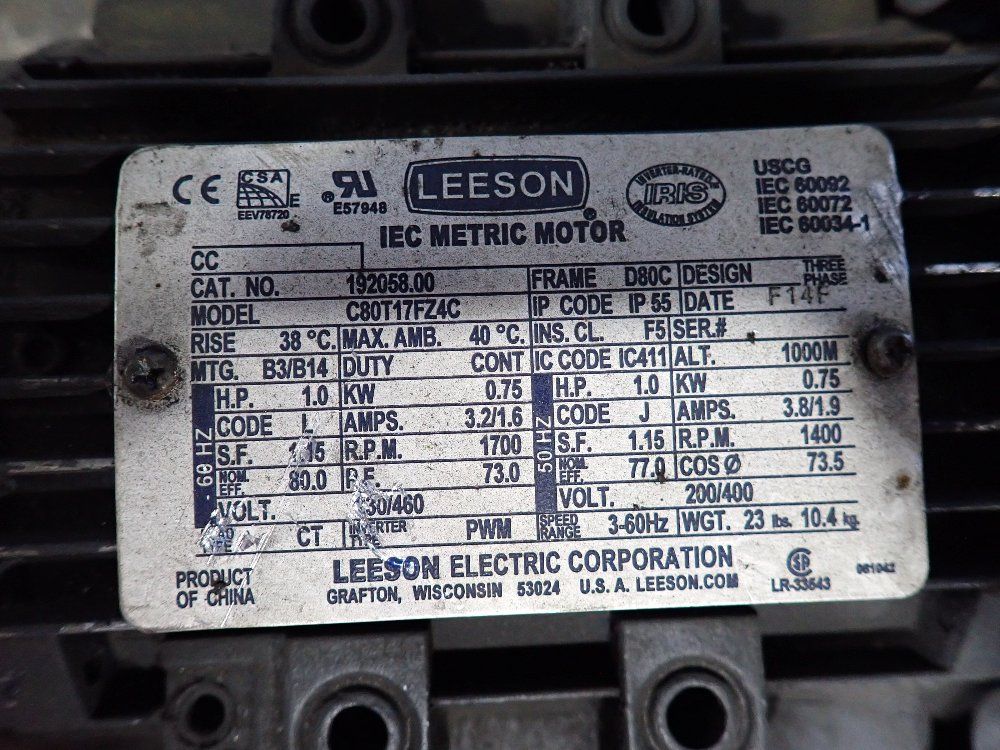 CE CSA E EEV78720 RU ® E57948 LEESON ® INVERTER-RATED IRIS INSULATION SYSTEM
USCG
IEC 60092
IEC 60072
IEC 60034-1
IEC METRIC MOTOR
CC
CAT. NO. 192058.00 FRAME D80C DESIGN THREE PHASE
MODEL C80T17FZ4C IP CODE IP 55 DATE F14F
RISE 38 °C. MAX. AMB. 40 °C. INS. CL. F5 SER.#
MTG. B3/B14 DUTY CONT IC CODE IC411 ALT. 1000M
60 HZ
H.P. 1.0 KW 0.75
CODE L AMPS. 3.2/1.6
S.F. 1.15 R.P.M. 1700
NOM. EFF. 80.0 P.F. 73.0
VOLT. /460
50 HZ
H.P. 1.0 KW 0.75
CODE J AMPS. 3.8/1.9
S.F. 1.15 R.P.M. 1400
NOM. EFF. 77.0 COS Ø 73.5
VOLT. 200/400
TYPE CT INVERTER TYPE PWM SPEED RANGE 3-60Hz WGT. 23 lbs. 10.4 kg.
PRODUCT OF CHINA
LEESON ELECTRIC CORPORATION
GRAFTON, WISCONSIN 53024 U.S.A. LEESON.COM
LR-33543
061042